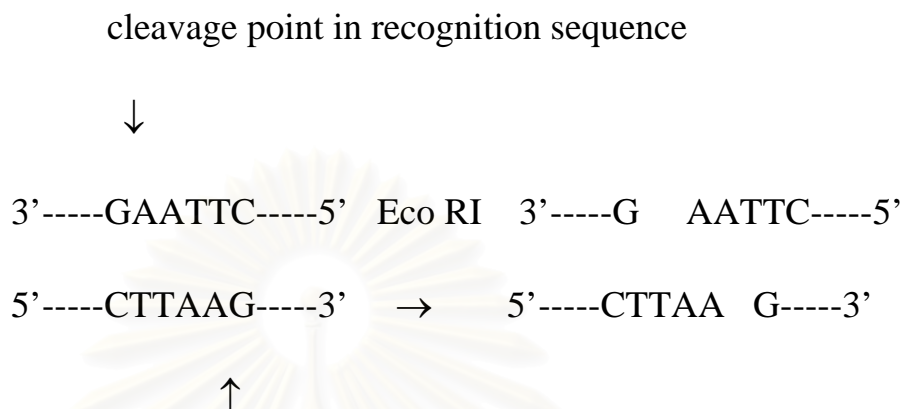 cleavage point in recognition sequence
↓
3’-----GAATTC-----5’ Eco RI 3’-----G AATTC-----5’
5’-----CTTAAG-----3’ → 5’-----CTTAA G-----3’
↑